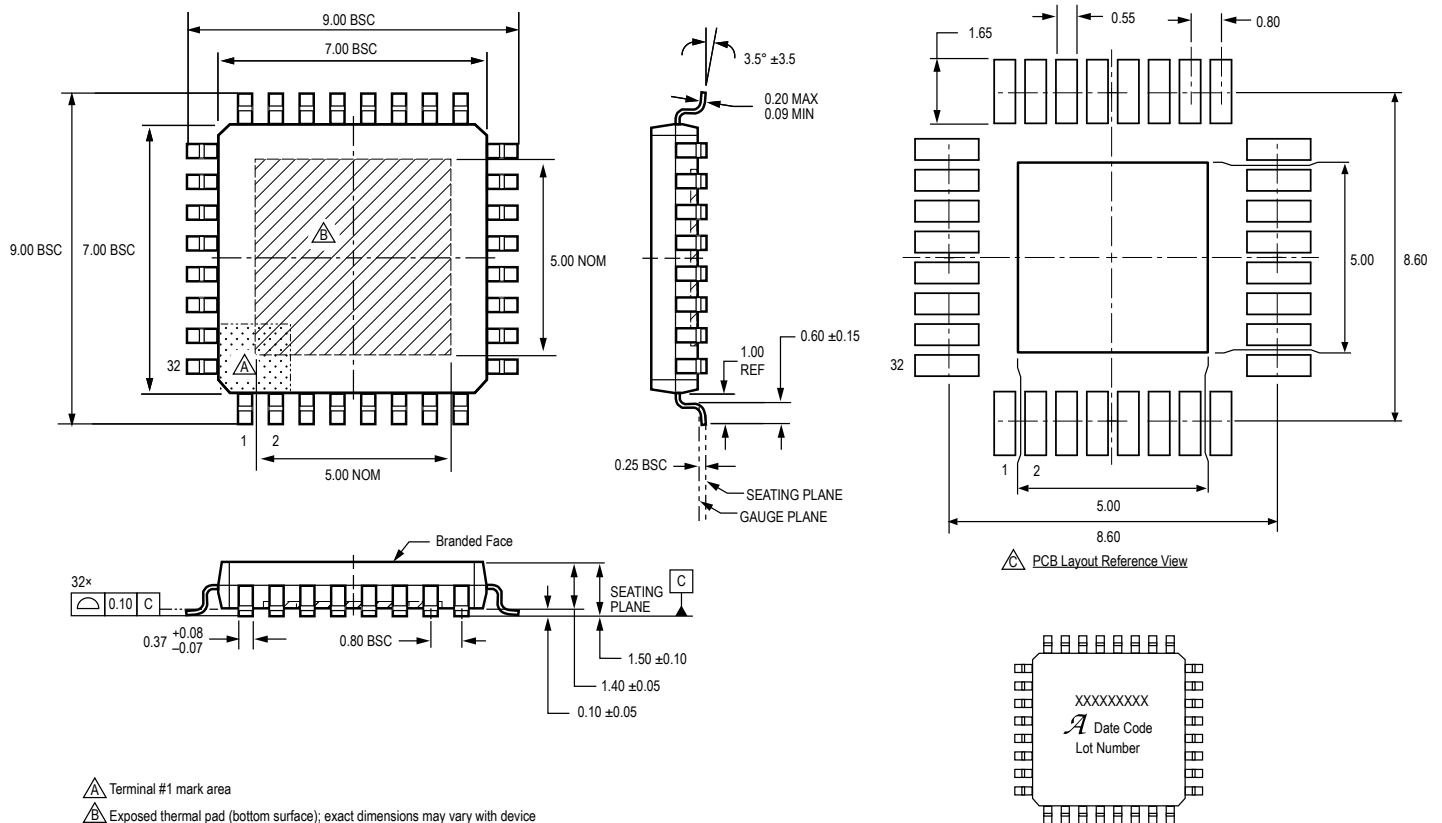 9.00 BSC
7.00 BSC
9.00 BSC
7.00 BSC
B
5.00 NOM
32
A
1
2
5.00 NOM
3.5° ±3.5
0.20 MAX
0.09 MIN
0.60 ±0.15
1.00
REF
0.25 BSC
SEATING PLANE
GAUGE PLANE
0.55
0.80
1.65
5.00
8.60
32
1
2
5.00
8.60
C PCB Layout Reference View
Branded Face
32×
0.10 C
SEATING
PLANE
C
0.37 +0.08
–0.07
0.80 BSC
1.50 ±0.10
1.40 ±0.05
0.10 ±0.05
XXXXXXXXX
A Date Code
Lot Number
A Terminal #1 mark area
B Exposed thermal pad (bottom surface); exact dimensions may vary with device